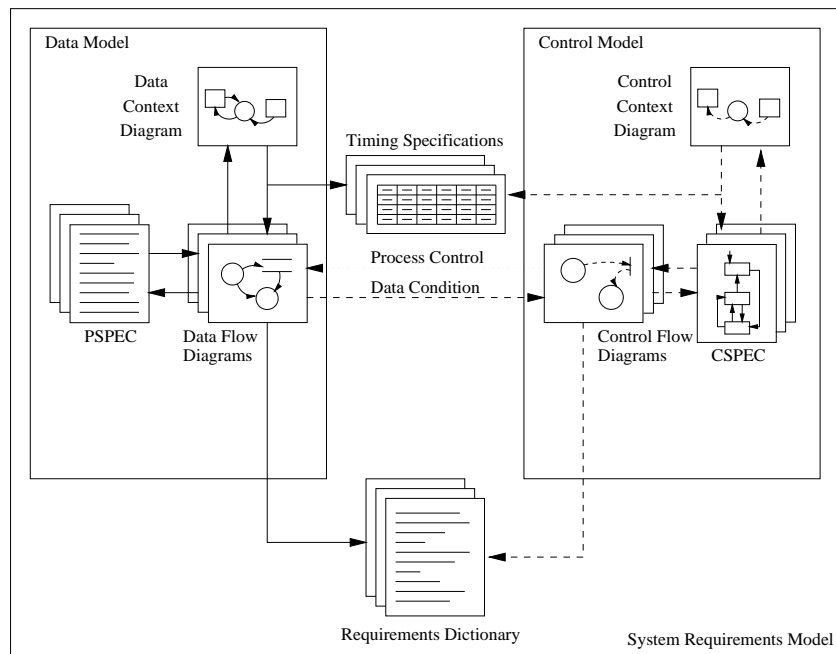 Data Model
Control Model
Data
Context
Diagram
Control
Context
Diagram
Timing Specifications
Process Control
Data Condition
PSPEC
Data Flow
Diagrams
Control Flow
Diagrams
CSPEC
Requirements Dictionary
System Requirements Model